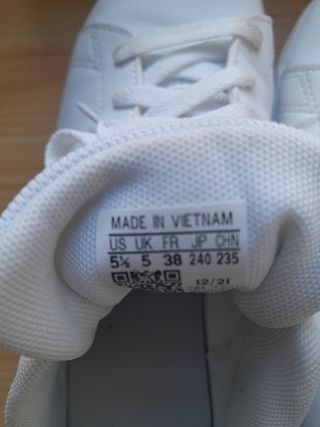 MADE IN VIETNAM
US UK FR JP CHN
5½ 5 38 240 235
12/21